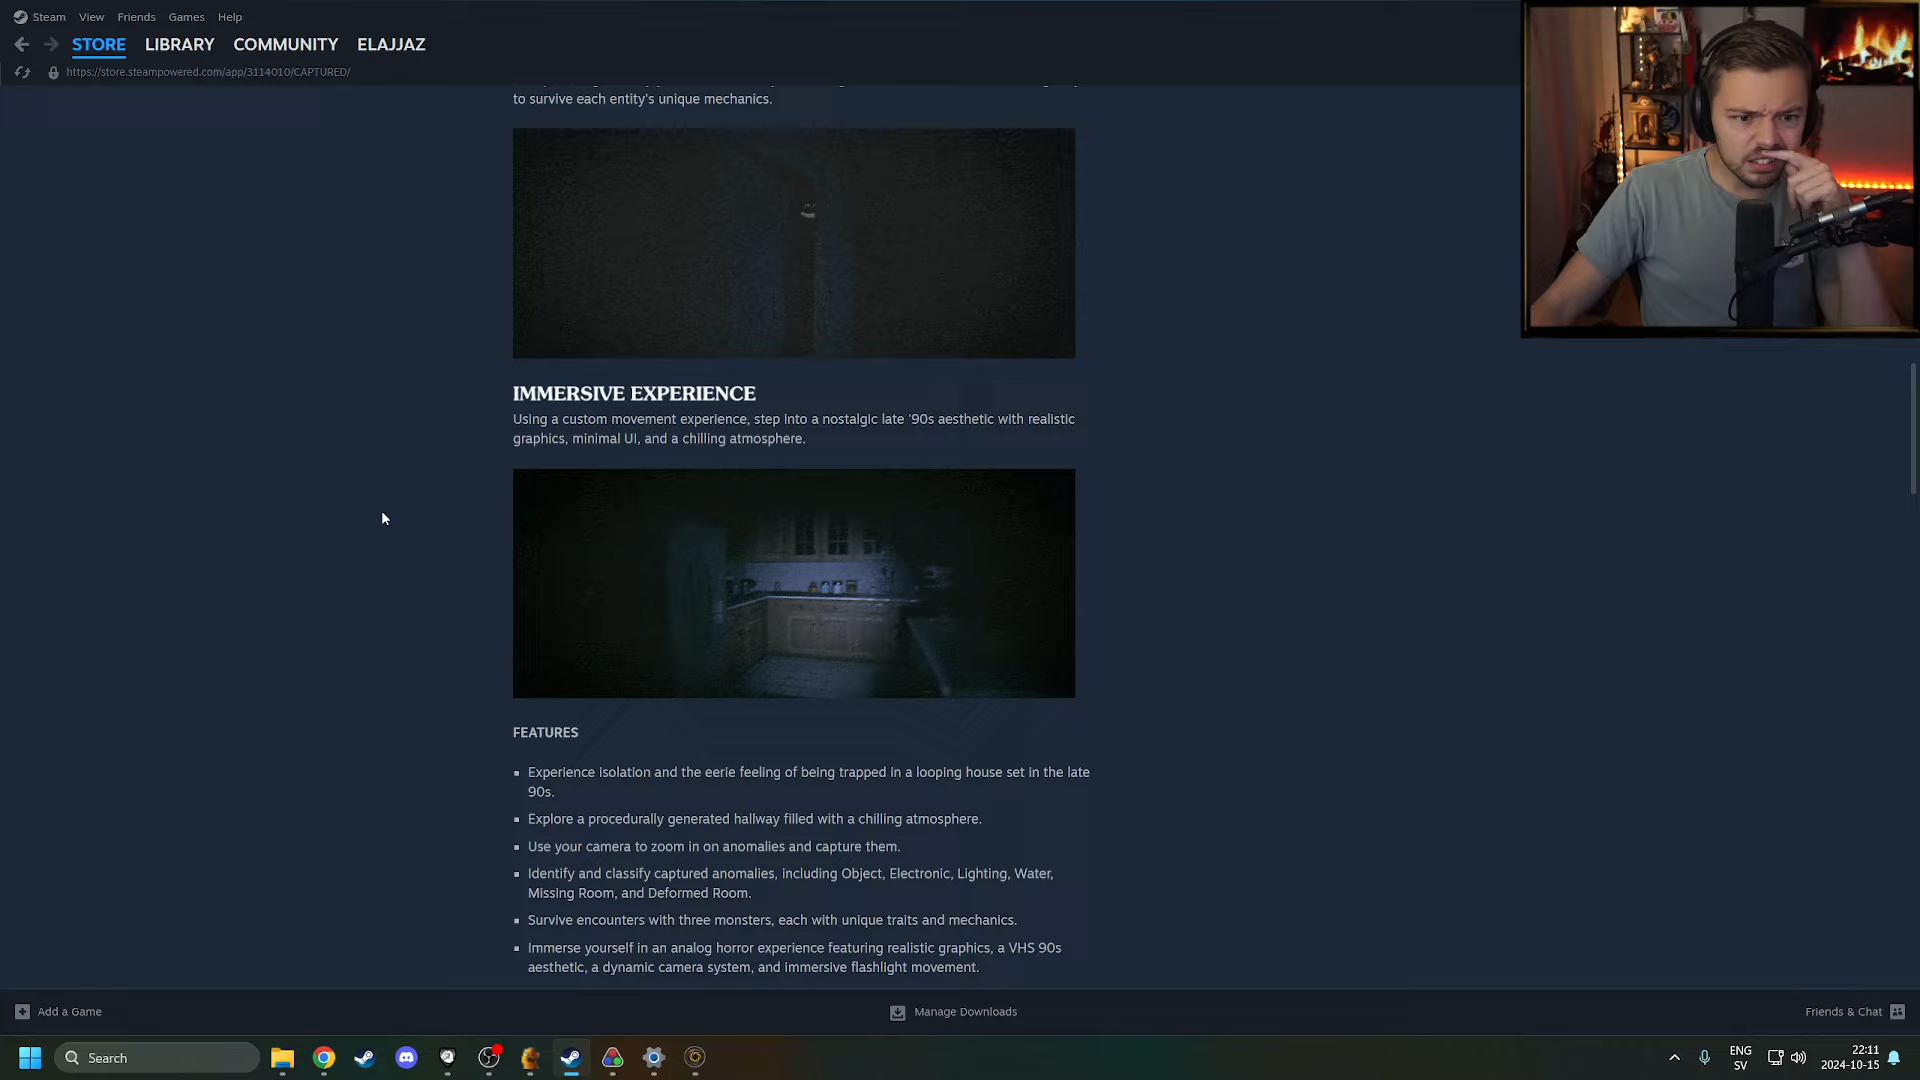 Steam View Friends Games Help
STORE LIBRARY COMMUNITY ELAJJAZ
https://store.steampowered.com/app/3114010/CAPTURED/
to survive each entity's unique mechanics.
IMMERSIVE EXPERIENCE
Using a custom movement experience, step into a nostalgic late '90s aesthetic with realistic
graphics, minimal UI, and a chilling atmosphere.
FEATURES
Experience isolation and the eerie feeling of being trapped in a looping house set in the late
90s.
Explore a procedurally generated hallway filled with a chilling atmosphere.
Use your camera to zoom in on anomalies and capture them.
Identify and classify captured anomalies, including Object, Electronic, Lighting, Water,
Missing Room, and Deformed Room.
Survive encounters with three monsters, each with unique traits and mechanics.
Immerse yourself in an analog horror experience featuring realistic graphics, a VHS 90s
aesthetic, a dynamic camera system, and immersive flashlight movement.
Add a Game
Manage Downloads
Friends & Chat
Search
ENG
SV
22:11
2024-10-15